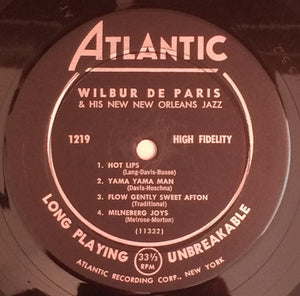 ATLANTIC
WILBUR DE PARIS
& HIS NEW NEW ORLEANS JAZZ
1219 HIGH FIDELITY
1. HOT LIPS
(Lang-Davis-Busse)
2. YAMA YAMA MAN
(Davis-Hoschna)
3. FLOW GENTLY SWEET AFTON
(Traditional)
4. MILNEBERG JOYS
(Melrose-Morton)
(11332)
LONG PLAYING 33⅓ RPM UNBREAKABLE
ATLANTIC RECORDING CORP., NEW YORK